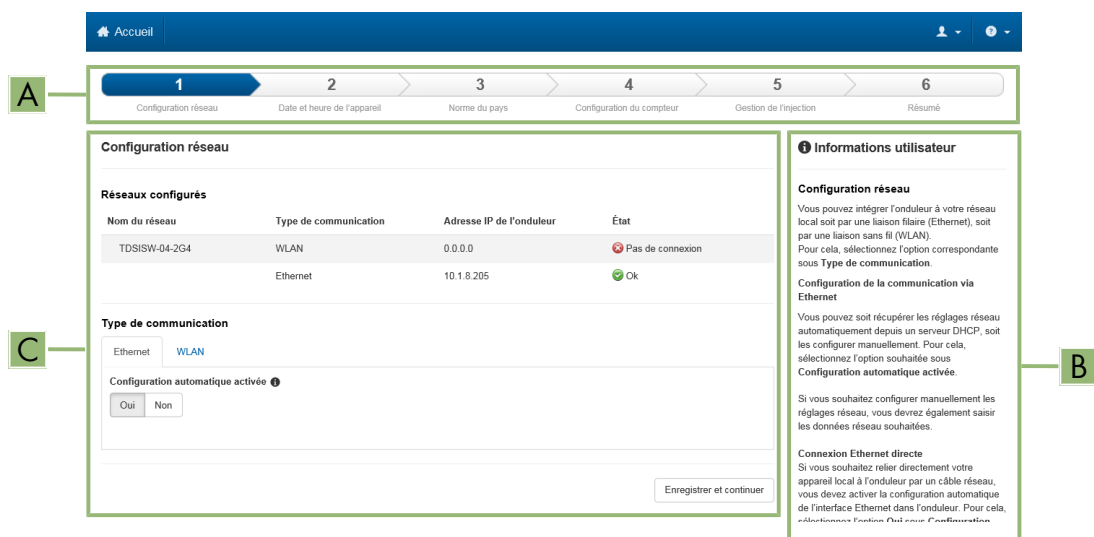 Accueil
A
1 2 3 4 5 6
Configuration réseau Date et heure de l'appareil Norme du pays Configuration du compteur Gestion de l'injection Résumé
C
Configuration réseau
Réseaux configurés
Nom du réseau Type de communication Adresse IP de l'onduleur État
TDSISW-04-2G4 WLAN 0.0.0.0 Pas de connexion
Ethernet 10.1.8.205 Ok
Type de communication
Ethernet WLAN
Configuration automatique activée
Oui Non
Enregistrer et continuer
B
Informations utilisateur
Configuration réseau
Vous pouvez intégrer l'onduleur à votre réseau
local soit par une liaison filaire (Ethernet), soit
par une liaison sans fil (WLAN).
Pour cela, sélectionnez l'option correspondante
sous Type de communication.
Configuration de la communication via
Ethernet
Vous pouvez soit récupérer les réglages réseau
automatiquement depuis un serveur DHCP, soit
les configurer manuellement. Pour cela,
sélectionnez l'option souhaitée sous
Configuration automatique activée.
Si vous souhaitez configurer manuellement les
réglages réseau, vous devrez également saisir
les données réseau souhaitées.
Connexion Ethernet directe
Si vous souhaitez relier directement votre
appareil local à l'onduleur par un câble réseau,
vous devez activer la configuration automatique
de l'interface Ethernet dans l'onduleur. Pour cela,
sélectionnez l'option Oui sous Configuration